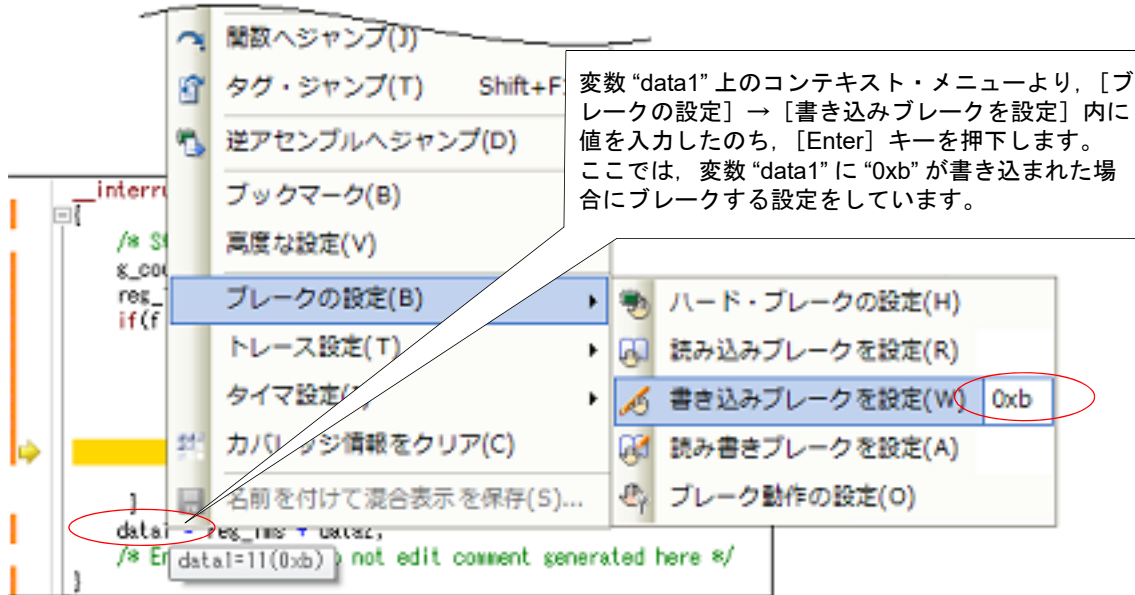 関数へジャンプ(J)
タグ・ジャンプ(T) Shift+F
逆アセンブルへジャンプ(D)
ブックマーク(B)
高度な設定(V)
ブレークの設定(B)
トレース設定(T)
タイマ設定
カバレッジ情報をクリア(C)
名前を付けて混合表示を保存(S)...
変数 “data1” 上のコンテキスト・メニューより, [ブ
レークの設定] → [書き込みブレークを設定] 内に
値を入力したのち, [Enter] キーを押下します。
ここでは, 変数 “data1” に “0xb” が書き込まれた場
合にブレークする設定をしています。
ハード・ブレークの設定(H)
読み込みブレークを設定(R)
書き込みブレークを設定(W) 0xb
読み書きブレークを設定(A)
ブレーク動作の設定(O)
__interru
{
/* St
g_cou
reg_
if(f
}
data1 = reg_tms + data2;
/* En
not edit comment generated here */
data1=11(0xb)
}